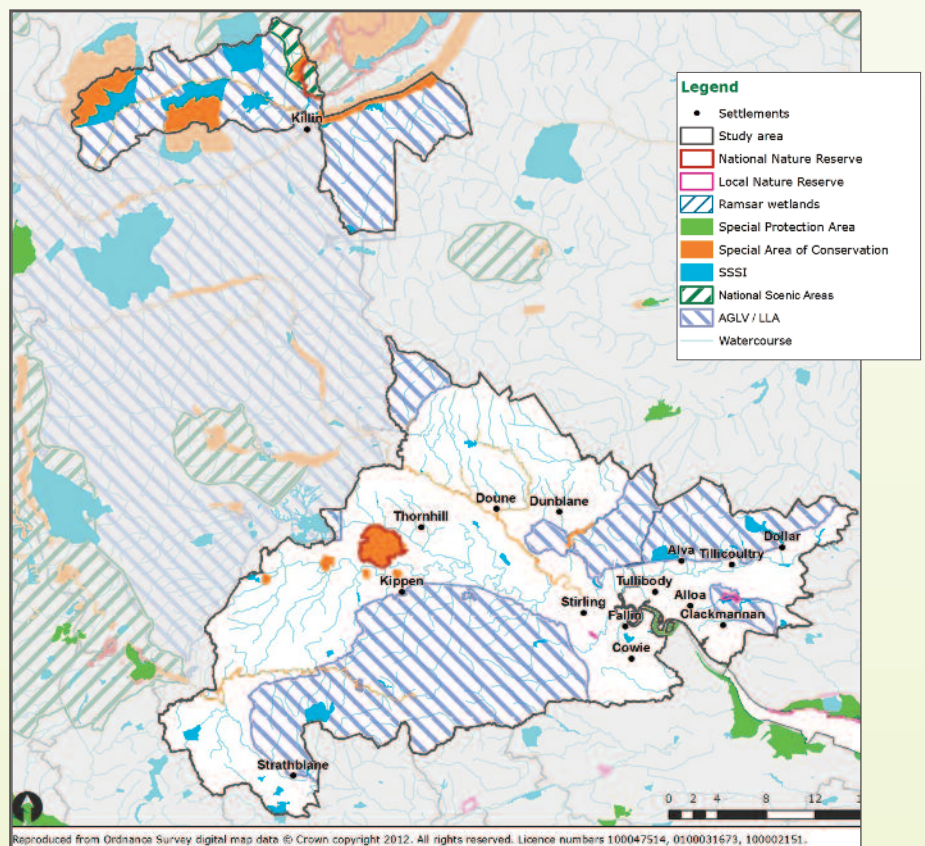 Killin
Legend
Settlements
Study area
National Nature Reserve
Local Nature Reserve
Ramsar wetlands
Special Protection Area
Special Area of Conservation
SSSI
National Scenic Areas
AGLV / LLA
Watercourse
Doune
Dunblane
Thornhill
Dollar
Alva
Tillicoultry
Kippen
Tullibody
Stirling
Alloa
Fallin
Clackmannan
Cowie
Strathblane
0 2 4 8 12
Reproduced from Ordnance Survey digital map data © Crown copyright 2012. All rights reserved. Licence numbers 100047514, 0100031673, 100002151.